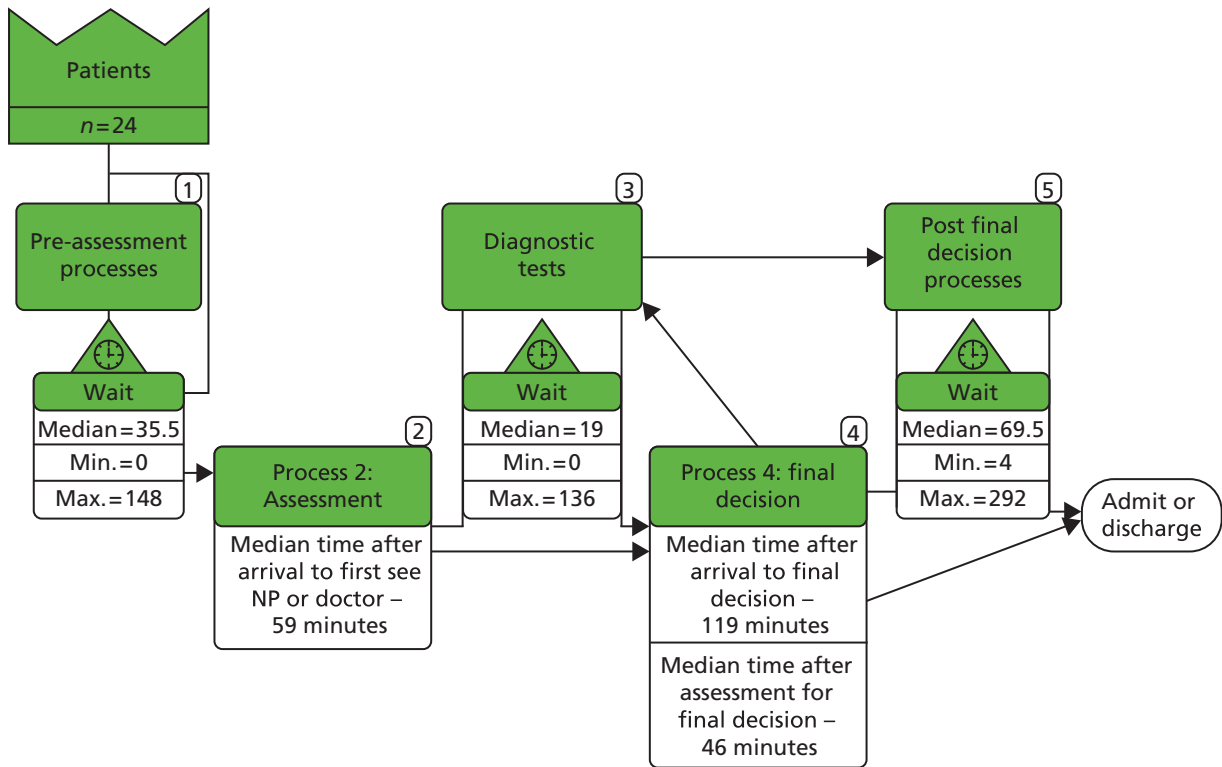 Patients
n=24
1
Pre-assessment
processes
Wait
Median=35.5
Min.=0
Max.=148
2
Process 2:
Assessment
Median time after
arrival to first see
NP or doctor –
59 minutes
3
Diagnostic
tests
Wait
Median=19
Min.=0
Max.=136
4
Process 4: final
decision
Median time after
arrival to final
decision –
119 minutes
Median time after
assessment for
final decision –
46 minutes
5
Post final
decision
processes
Wait
Median=69.5
Min.=4
Max.=292
Admit or
discharge